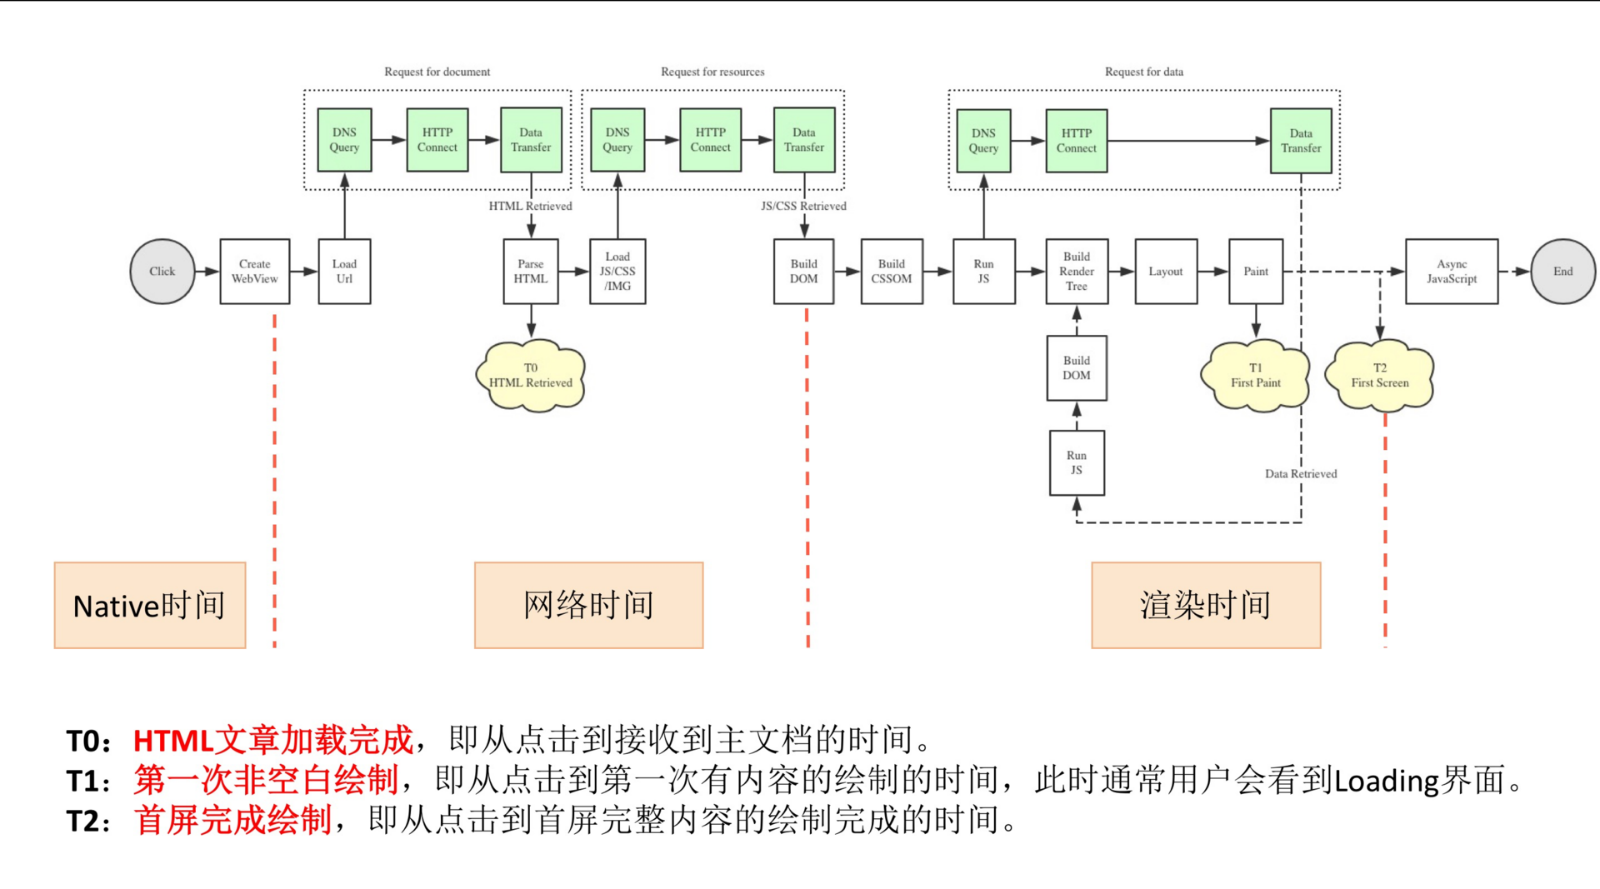 Request for document
Request for resources
Request for data
DNS
Query
HTTP
Connect
Data
Transfer
DNS
Query
HTTP
Connect
Data
Transfer
DNS
Query
HTTP
Connect
Data
Transfer
HTML Retrieved
JS/CSS Retrieved
Click
Create
WebView
Load
Url
Parse
HTML
Load
JS/CSS
/IMG
Build
DOM
Build
CSSOM
Run
JS
Build
Render
Tree
Layout
Paint
Async
JavaScript
End
T0
HTML Retrieved
Build
DOM
T1
First Paint
T2
First Screen
Run
JS
Data Retrieved
Native时间
网络时间
渲染时间
T0：HTML文章加载完成，即从点击到接收到主文档的时间。
T1：第一次非空白绘制，即从点击到第一次有内容的绘制的时间，此时通常用户会看到Loading界面。
T2：首屏完成绘制，即从点击到首屏完整内容的绘制完成的时间。